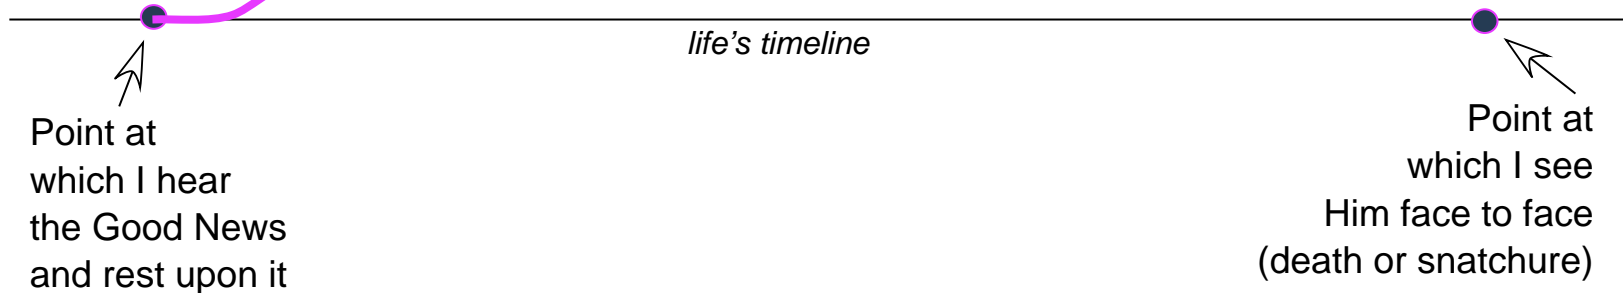 life's timeline
Point at
which I hear
the Good News
and rest upon it
Point at
which I see
Him face to face
(death or snatchure)